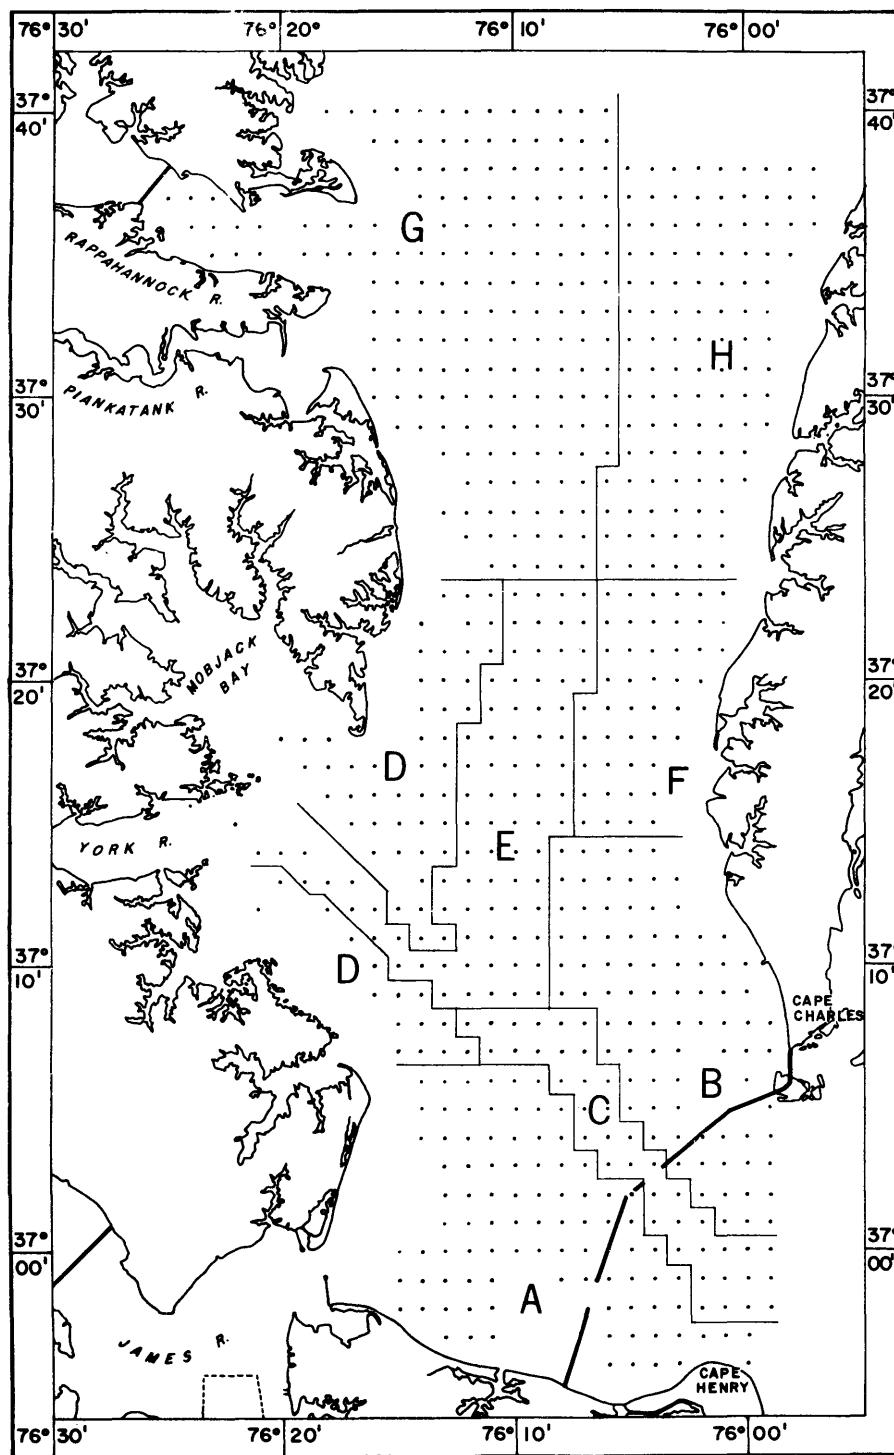 76° 76° 76° 76°
30' 20' 10' 00'
37° 37°
40' 40'
G
RAPPAHANNOCK R.
H
37° 37°
30' 30'
PIANKATANK R.
37° 37°
20' 20'
MOBJACK
BAY
D
F
E
YORK R.
37° 37°
10' 10'
D
CAPE
CHARLES
B
C
37° 37°
00' 00'
A
JAMES R.
CAPE
HENRY
76° 30' 76° 20' 76° 10' 76° 00'